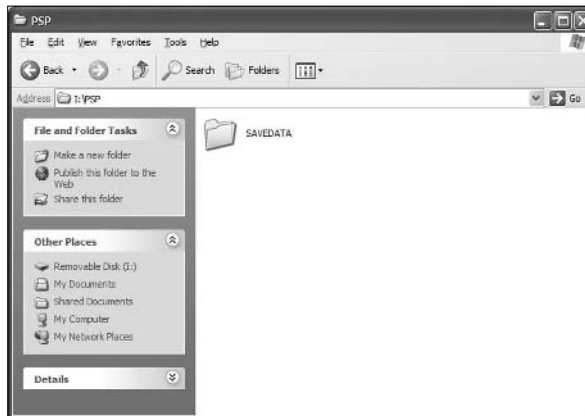 PSP
File Edit View Favorites Tools Help
Back Search Folders
Address I:\PSP Go
File and Folder Tasks
Make a new folder
Publish this folder to the
Web
Share this folder
Other Places
Removable Disk (I:)
My Documents
Shared Documents
My Computer
My Network Places
Details
SAVEDATA